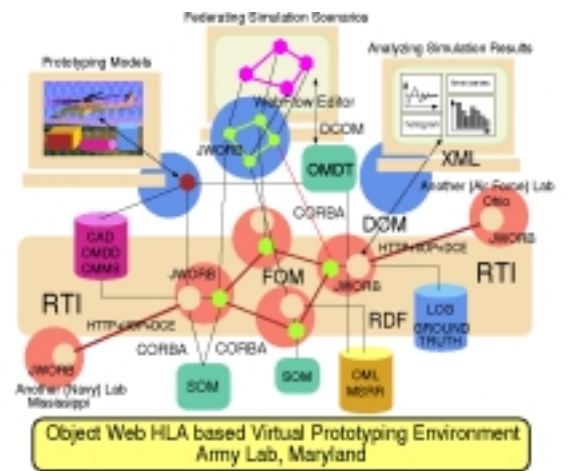 Federating Simulation Scenarios
Prototyping Models
Analyzing Simulation Results
WebFlow Editor
DCOM
JWORB
OMDT
XML
Another (Air Force) Lab
Ohio
CORBA
DOM
JWORB
HTTP+IIOP+DCE
CAD
OMDD
CMMS
JWORB
FOM
JWORB
RTI
RTI
LOG
GROUND
TRUTH
RDF
HTTP+IIOP+DCE
CORBA
CORBA
JWORB
Another (Navy) Lab
Mississippi
SOM
SOM
OML
MSRR
Object Web HLA based Virtual Prototyping Environment
Army Lab, Maryland